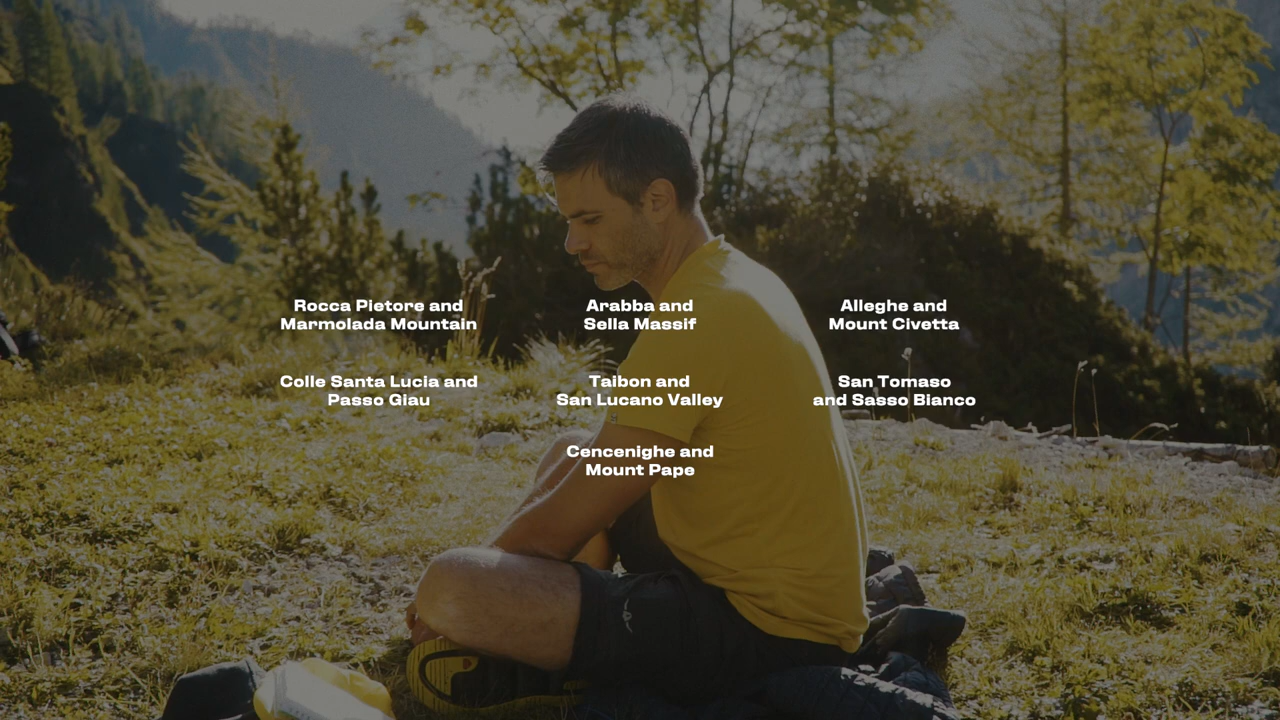 Rocca Pietore and
Marmolada Mountain
Arabba and
Sella Massif
Alleghe and
Mount Civetta
Colle Santa Lucia and
Passo Giau
Taibon and
San Lucano Valley
San Tomaso
and Sasso Bianco
Cencenighe and
Mount Pape